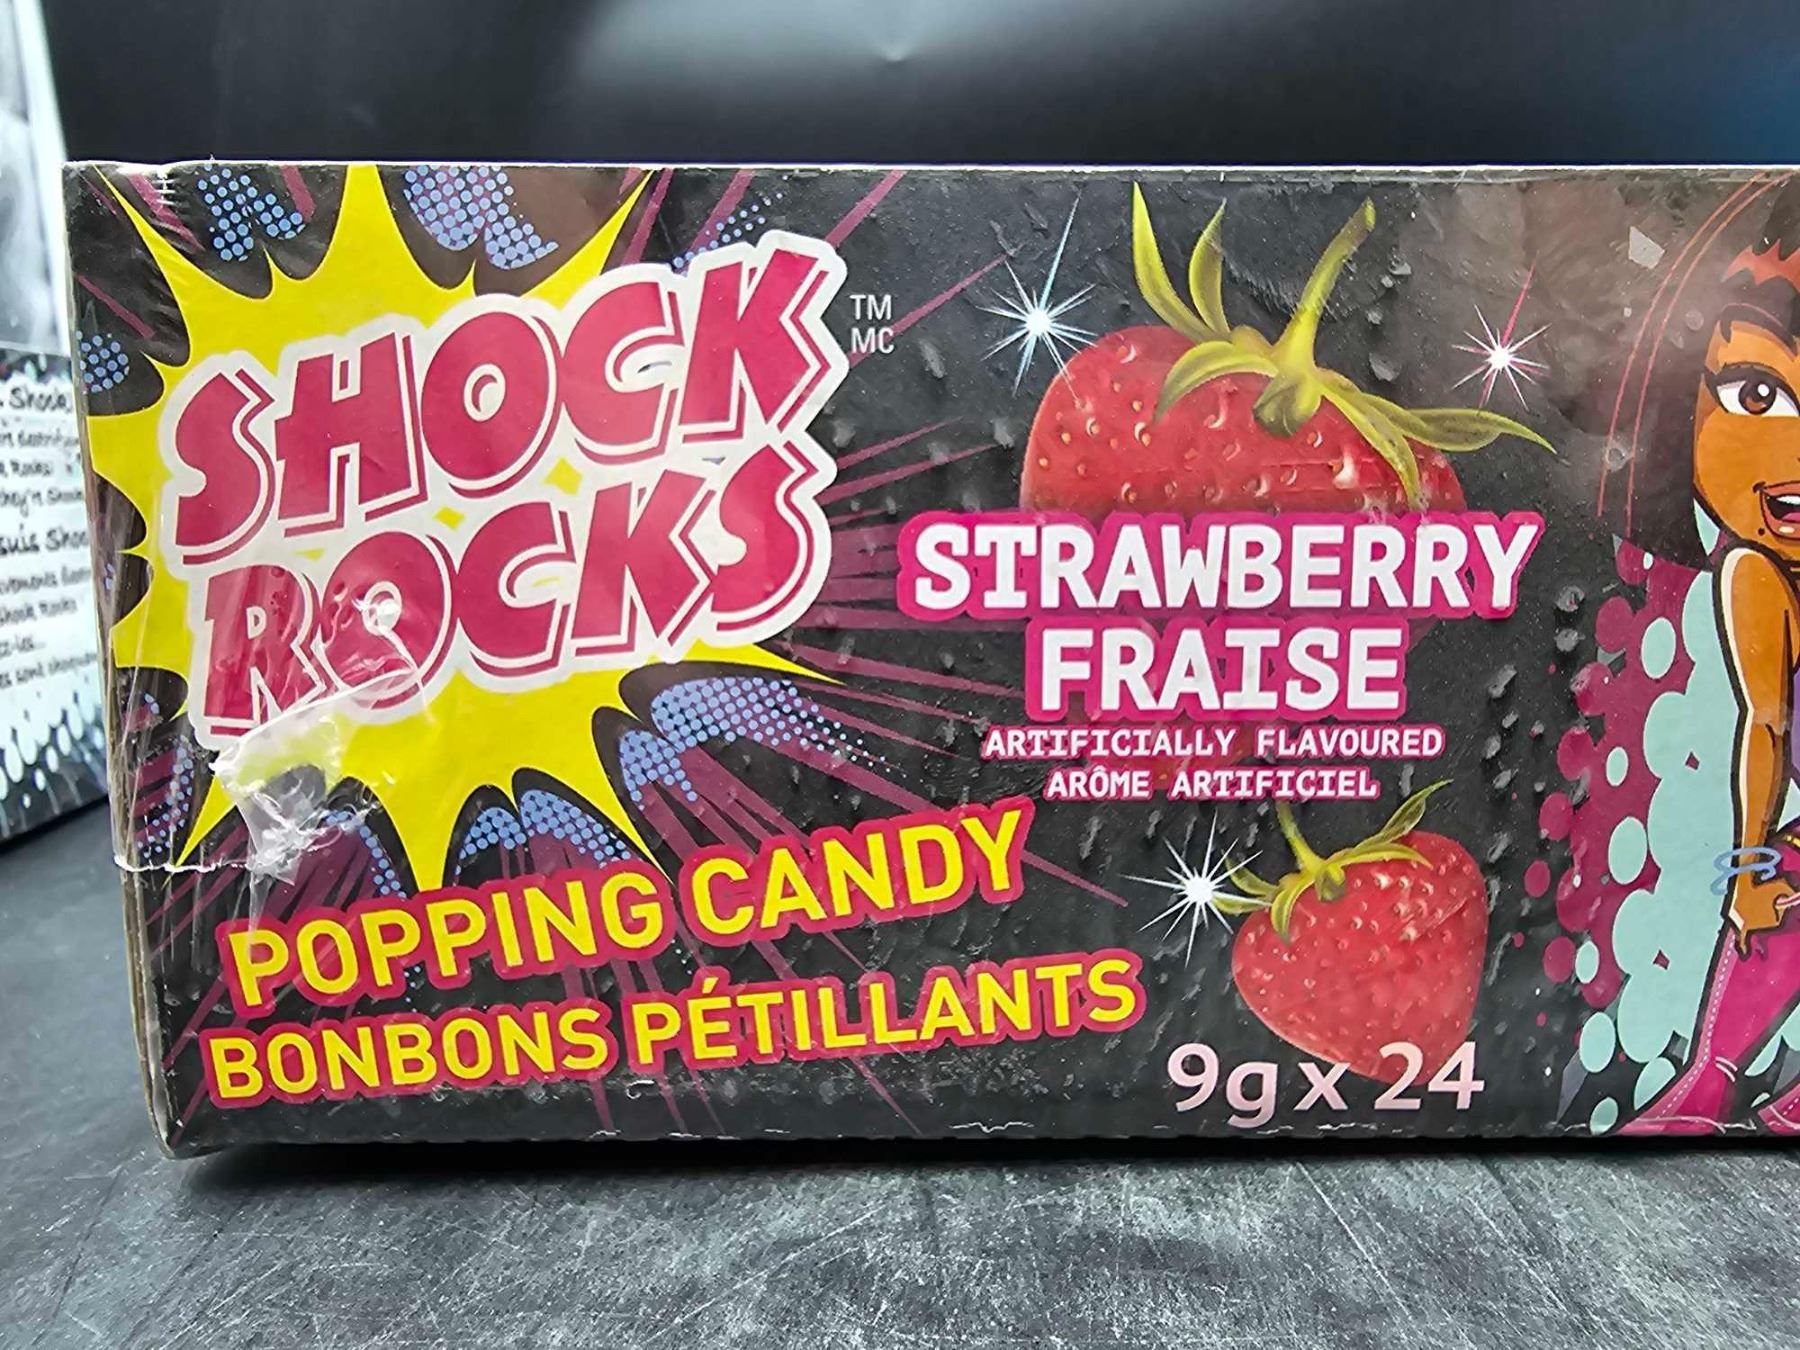 SHOCK
ROCKS
TM
MC
STRAWBERRY
FRAISE
ARTIFICIALLY FLAVOURED
ARÔME ARTIFICIEL
POPPING CANDY
BONBONS PÉTILLANTS
9g x 24